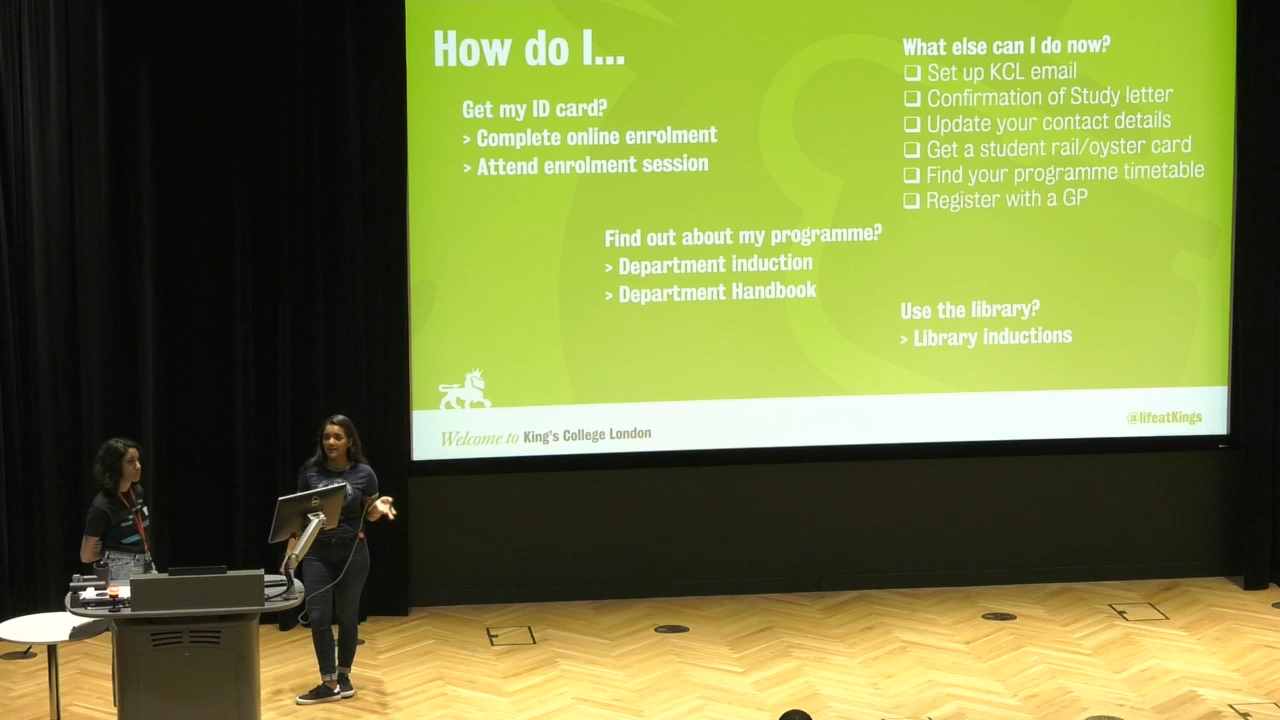 How do I...
Get my ID card?
> Complete online enrolment
> Attend enrolment session
Find out about my programme?
> Department induction
> Department Handbook
What else can I do now?
❑ Set up KCL email
❑ Confirmation of Study letter
❑ Update your contact details
❑ Get a student rail/oyster card
❑ Find your programme timetable
❑ Register with a GP
Use the library?
> Library inductions
Welcome to King's College London
@lifeatKings